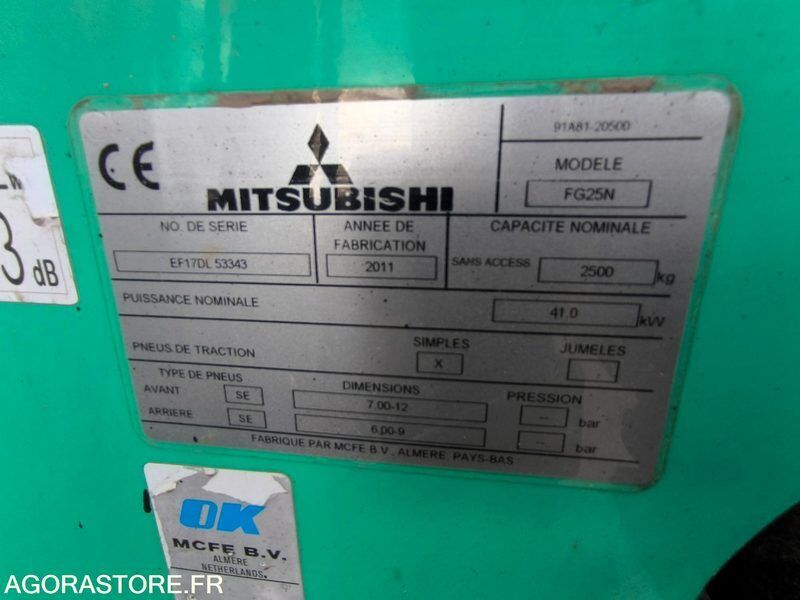 CE
91A81-20500
MODELE
FG25N
MITSUBISHI
NO. DE SERIE
EF17DL 53343
ANNEE DE
FABRICATION
2011
CAPACITE NOMINALE
SANS ACCESS
2500 kg
PUISSANCE NOMINALE
41.0 kW
PNEUS DE TRACTION
SIMPLES
X
JUMELES
-
TYPE DE PNEUS
DIMENSIONS
PRESSION
AVANT SE 7.00-12 -- bar
ARRIERE SE 6.00-9 -- bar
FABRIQUE PAR MCFE B.V., ALMERE, PAYS-BAS
3 dB
OK
MCFE B.V.
ALMERE
NETHERLANDS.
AGORASTORE.FR